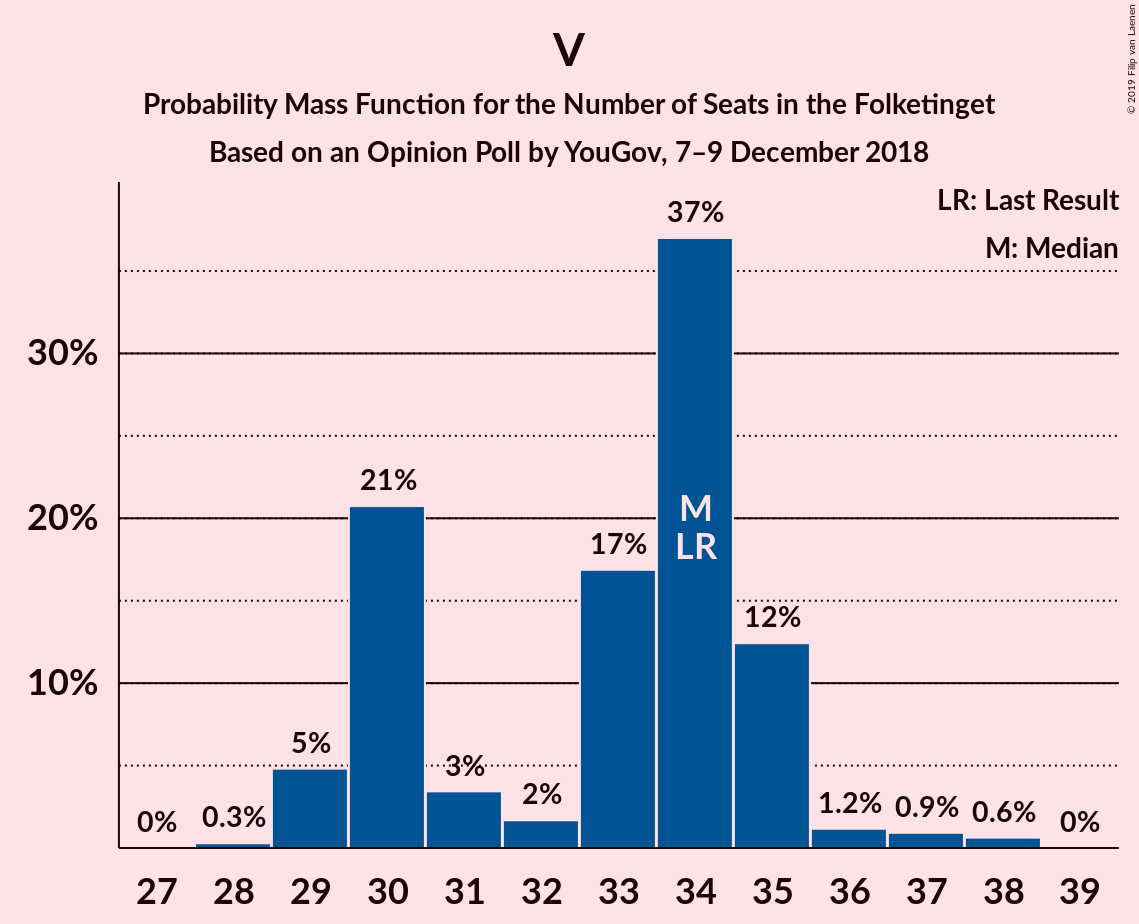 V
Probability Mass Function for the Number of Seats in the Folketinget
Based on an Opinion Poll by YouGov, 7–9 December 2018
© 2019 Filip van Laenen
LR: Last Result
M: Median
37%
30%
21%
20%
17%
M
LR
12%
10%
5%
3%
2%
0%
0.3%
1.2%
0.9%
0.6%
0%
27 28 29 30 31 32 33 34 35 36 37 38 39